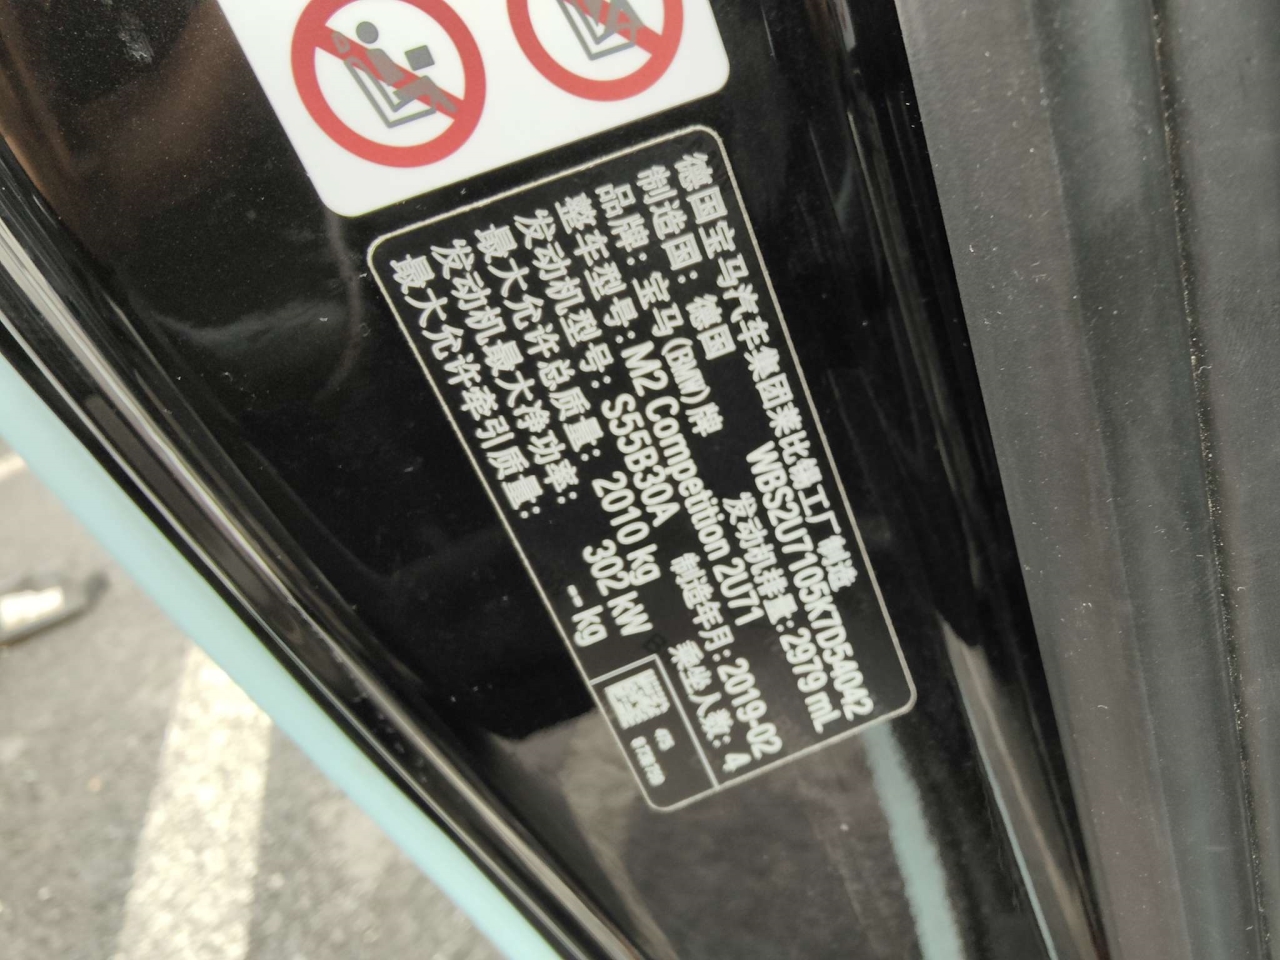 德国宝马汽车集团莱比锡工厂制造
制造国：德国 WBS2U7105K7D54042
品牌：宝马(BMW)牌 发动机排量：2979 mL
整车型号：M2 Competition 2U71 制造年月：2019-02
发动机型号：S55B30A 乘坐人数：4
最大允许总质量：2010 kg
发动机最大净功率：302 kW
最大允许牵引质量：-- kg